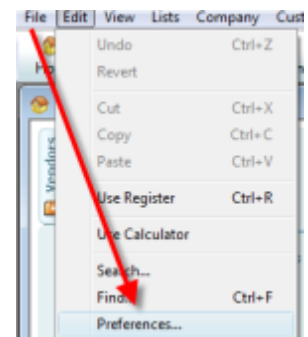 File Edit View Lists Company Cust
Undo Ctrl+Z
Revert
Cut Ctrl+X
Copy Ctrl+C
Paste Ctrl+V
Use Register Ctrl+R
Use Calculator
Search...
Find... Ctrl+F
Preferences...
Vendors